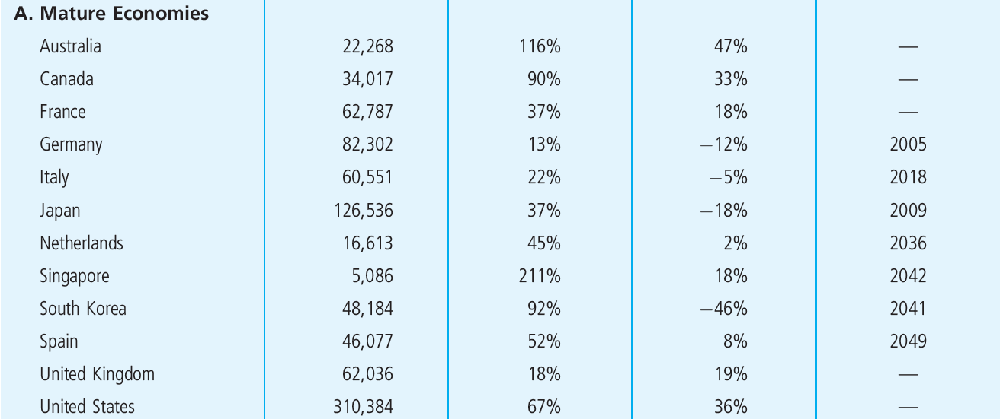 A. Mature Economies
Australia 22,268 116% 47% —
Canada 34,017 90% 33% —
France 62,787 37% 18% —
Germany 82,302 13% −12% 2005
Italy 60,551 22% −5% 2018
Japan 126,536 37% −18% 2009
Netherlands 16,613 45% 2% 2036
Singapore 5,086 211% 18% 2042
South Korea 48,184 92% −46% 2041
Spain 46,077 52% 8% 2049
United Kingdom 62,036 18% 19% —
United States 310,384 67% 36% —